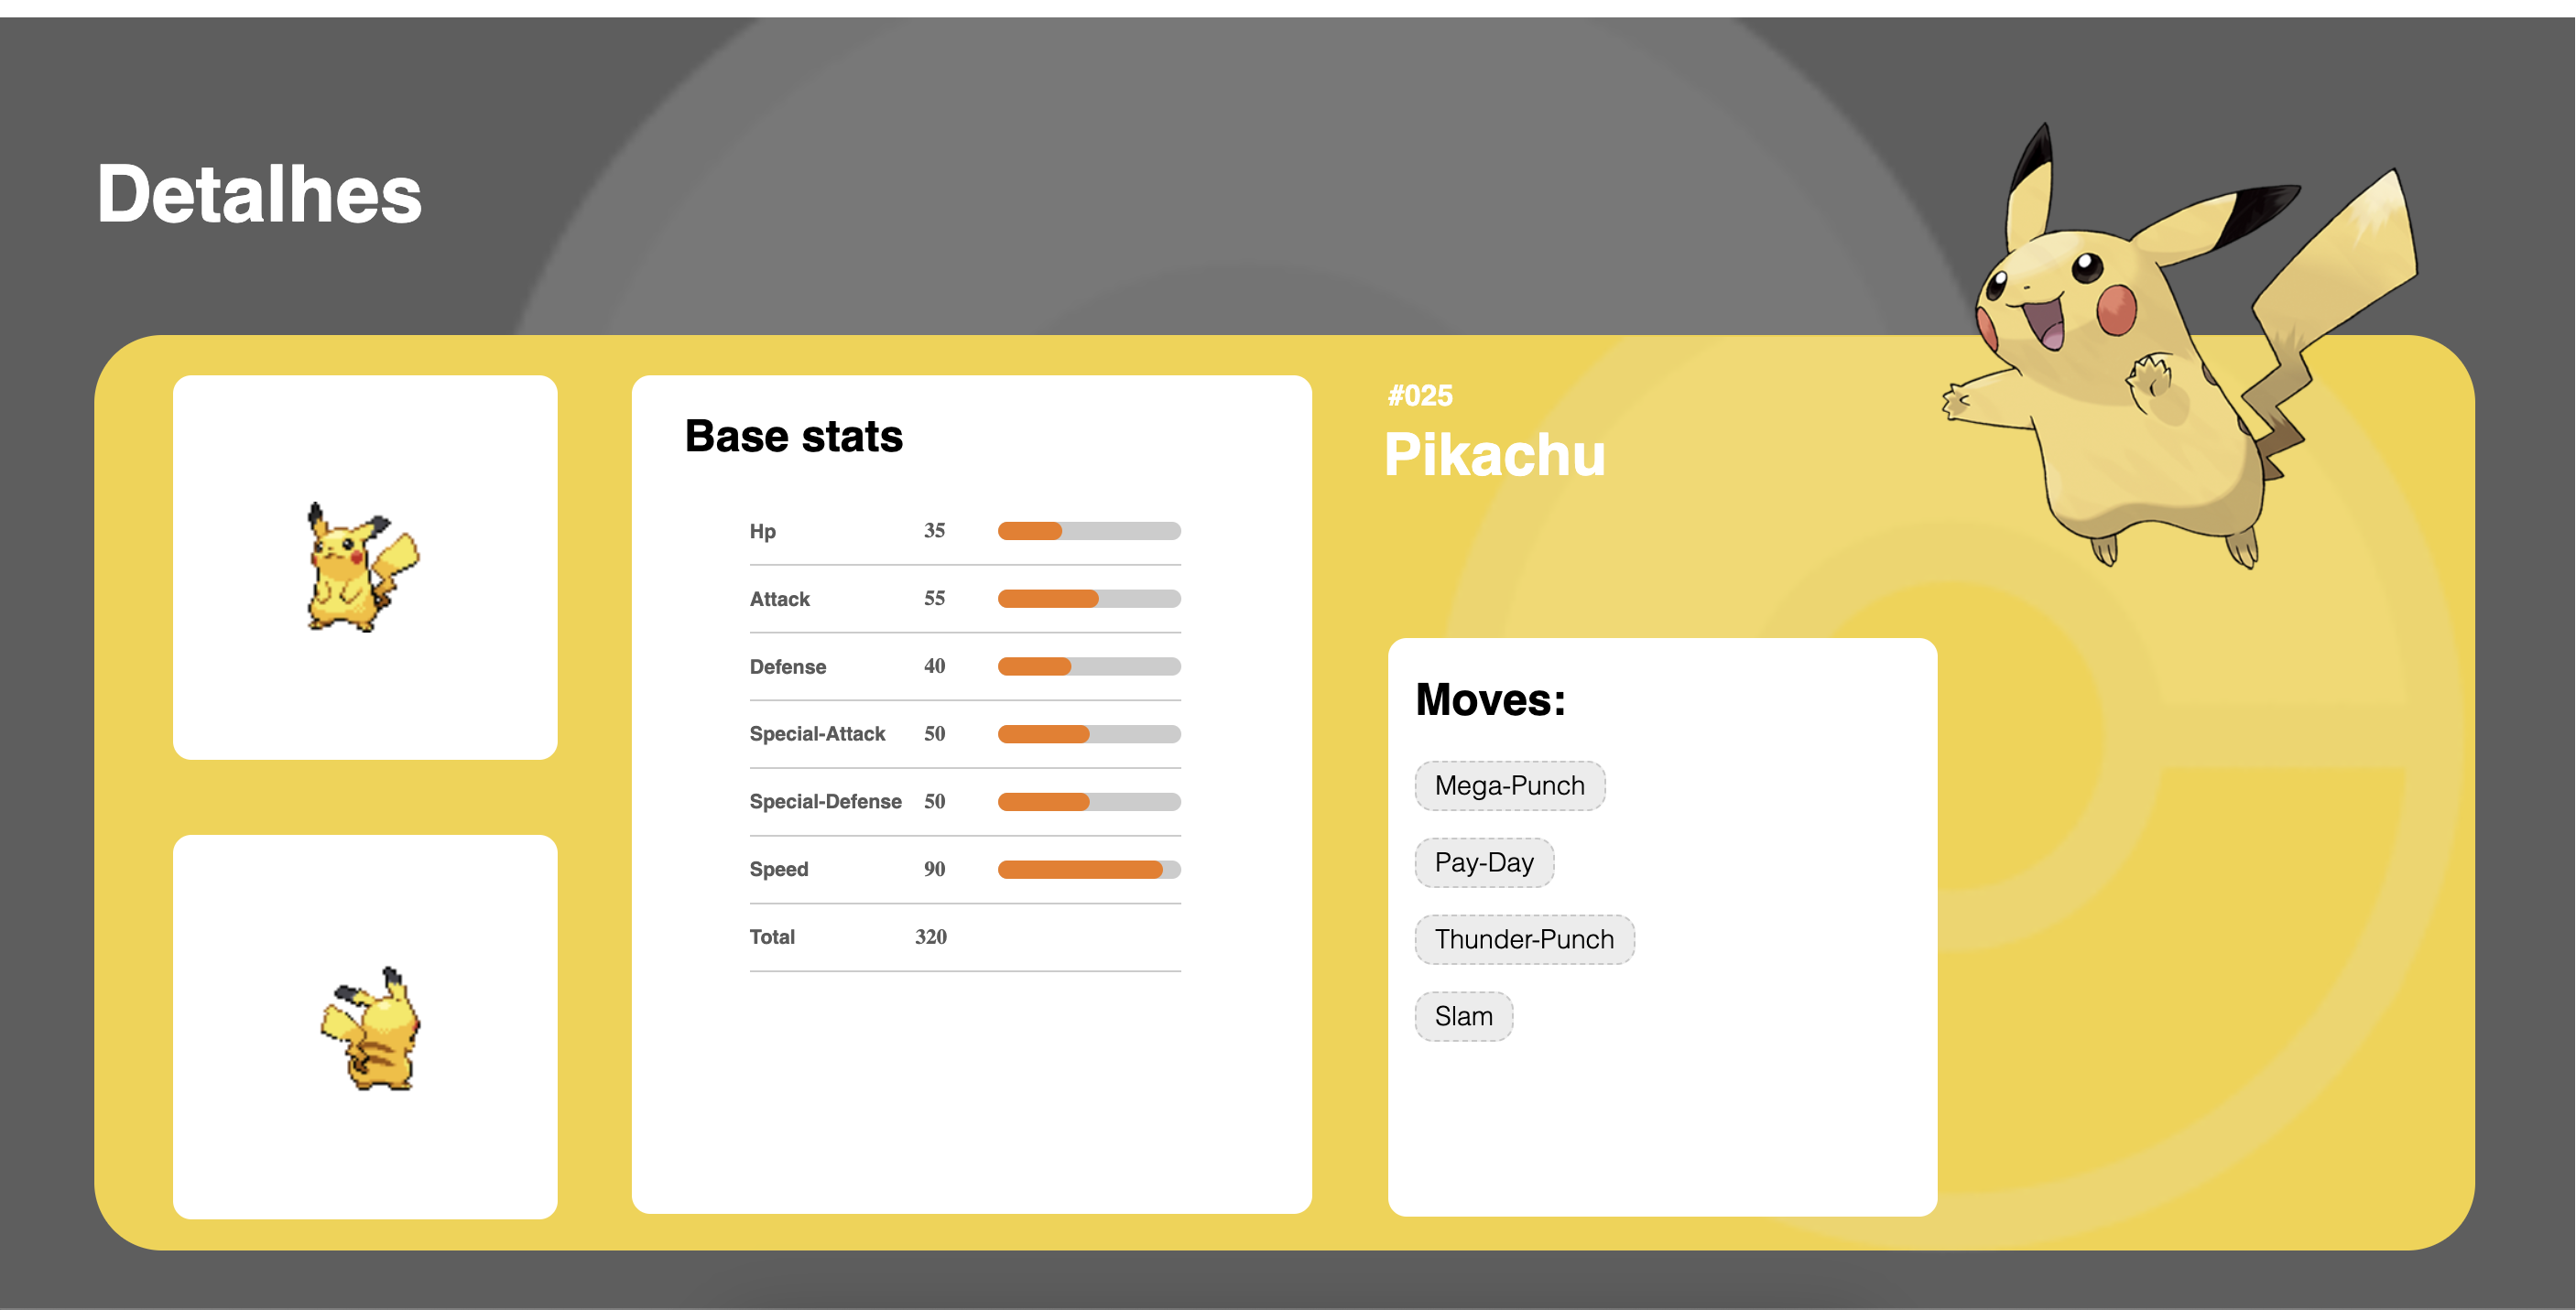 Detalhes
Base stats
Hp 35
Attack 55
Defense 40
Special-Attack 50
Special-Defense 50
Speed 90
Total 320
#025
Pikachu
Moves:
Mega-Punch
Pay-Day
Thunder-Punch
Slam